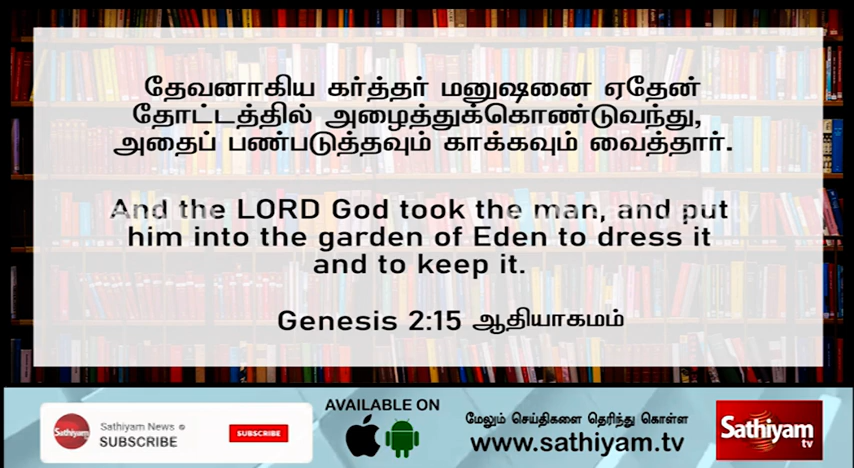 தேவனாகிய கர்த்தர் மனுஷனை ஏதேன்
தோட்டத்தில் அழைத்துக்கொண்டுவந்து,
அதைப் பண்படுத்தவும் காக்கவும் வைத்தார்.
And the LORD God took the man, and put
him into the garden of Eden to dress it
and to keep it.
Genesis 2:15 ஆதியாகமம்
Sathiyam
Sathiyam News
SUBSCRIBE
SUBSCRIBE
AVAILABLE ON
மேலும் செய்திகளை தெரிந்து கொள்ள
www.sathiyam.tv
Sathiyam
tv